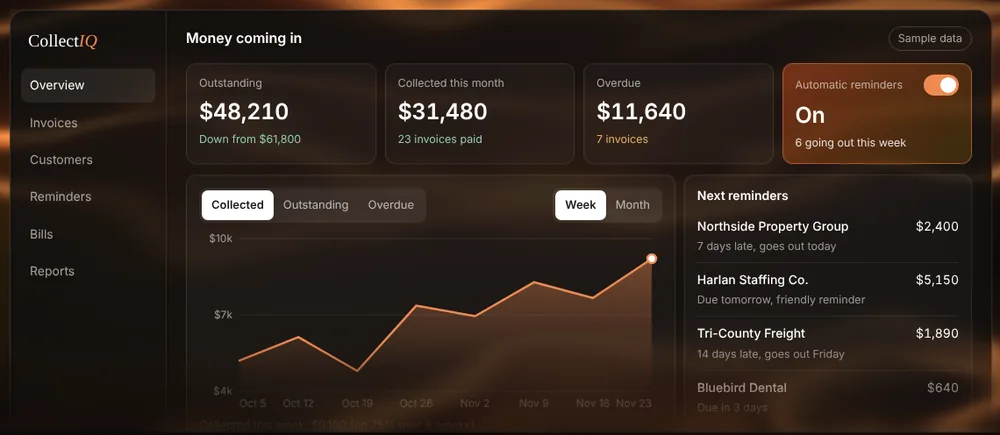 CollectIQ
Overview
Invoices
Customers
Reminders
Bills
Reports
Money coming in
Sample data
Outstanding
$48,210
Down from $61,800
Collected this month
$31,480
23 invoices paid
Overdue
$11,640
7 invoices
Automatic reminders
On
6 going out this week
Collected Outstanding Overdue
Week Month
$10k
$7k
$4k
Oct 5 Oct 12 Oct 19 Oct 26 Nov 2 Nov 9 Nov 16 Nov 23
Collected this week:
Next reminders
Northside Property Group $2,400
7 days late, goes out today
Harlan Staffing Co. $5,150
Due tomorrow, friendly reminder
Tri-County Freight $1,890
14 days late, goes out Friday
Bluebird Dental $640
Due in 3 days